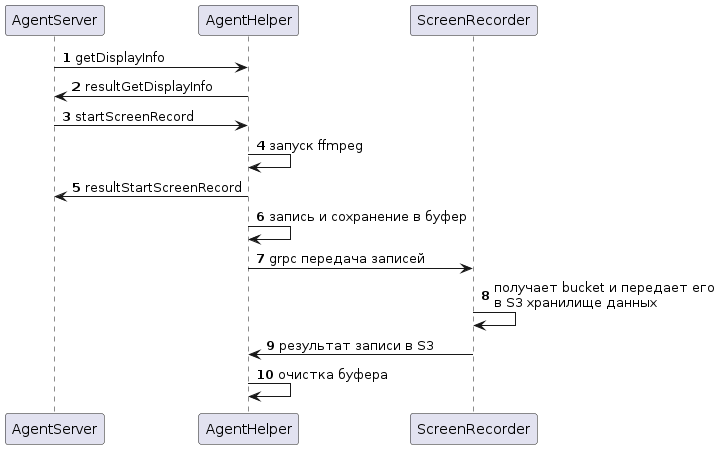 AgentServer AgentHelper ScreenRecorder
1 getDisplayInfo
2 resultGetDisplayInfo
3 startScreenRecord
4 запуск ffmpeg
5 resultStartScreenRecord
6 запись и сохранение в буфер
7 grpc передача записей
8 получает bucket и передает его
в S3 хранилище данных
9 результат записи в S3
10 очистка буфера
AgentServer AgentHelper ScreenRecorder